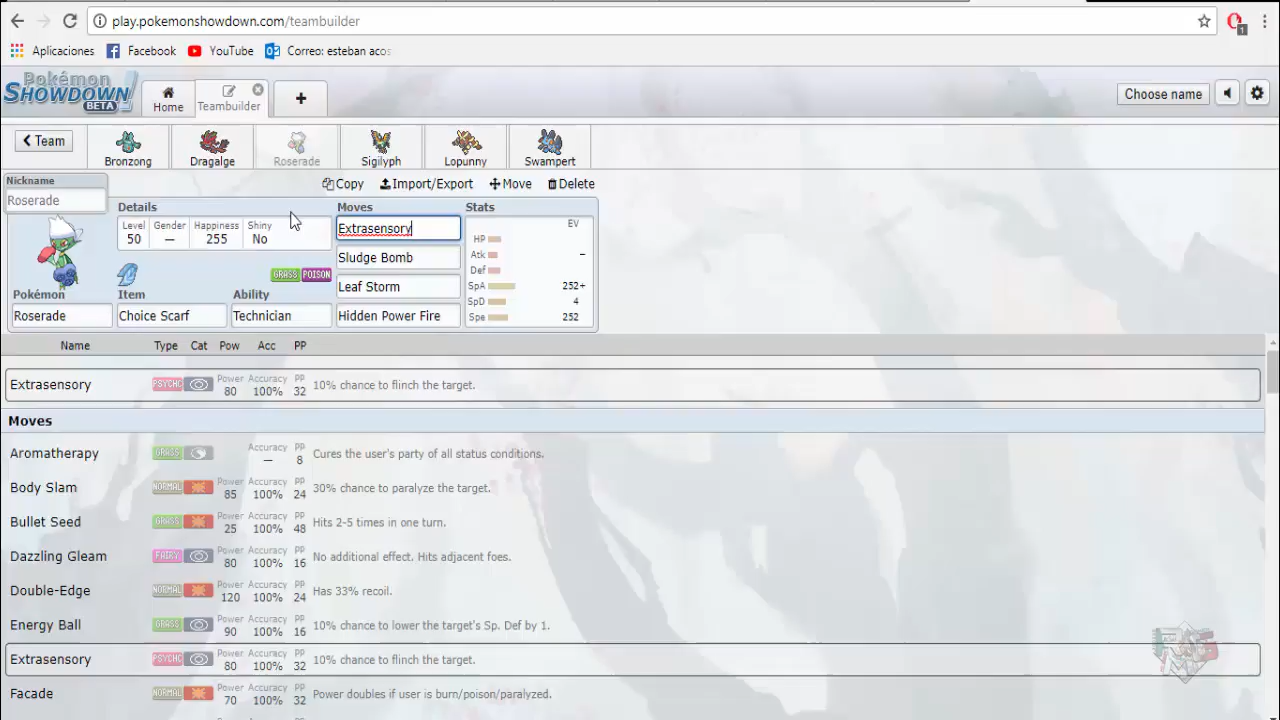 play.pokemonshowdown.com/teambuilder
1
Aplicaciones Facebook YouTube Correo: esteban acos
Pokémon
SHOWDOWN
BETA
Home Teambuilder + Choose name
Team Bronzong Dragalge Roserade Sigilyph Lopunny Swampert
Nickname
Roserade
Copy Import/Export Move Delete
Details Moves Stats
Level Gender Happiness Shiny
50 — 255 No
Extrasensory
Sludge Bomb
Leaf Storm
Hidden Power Fire
EV
HP
Atk –
Def
SpA 252+
SpD 4
Spe 252
GRASS POISON
Pokémon Item Ability
Roserade Choice Scarf Technician
Name Type Cat Pow Acc PP
Extrasensory PSYCHC Power 80 Accuracy 100% PP 32 10% chance to flinch the target.
Moves
Aromatherapy GRASS Accuracy — PP 8 Cures the user's party of all status conditions.
Body Slam NORMAL Power 85 Accuracy 100% PP 24 30% chance to paralyze the target.
Bullet Seed GRASS Power 25 Accuracy 100% PP 48 Hits 2-5 times in one turn.
Dazzling Gleam FAIRY Power 80 Accuracy 100% PP 16 No additional effect. Hits adjacent foes.
Double-Edge NORMAL Power 120 Accuracy 100% PP 24 Has 33% recoil.
Energy Ball GRASS Power 90 Accuracy 100% PP 16 10% chance to lower the target's Sp. Def by 1.
Extrasensory PSYCHC Power 80 Accuracy 100% PP 32 10% chance to flinch the target.
Facade NORMAL Power 70 Accuracy 100% PP 32 Power doubles if user is burn/poison/paralyzed.